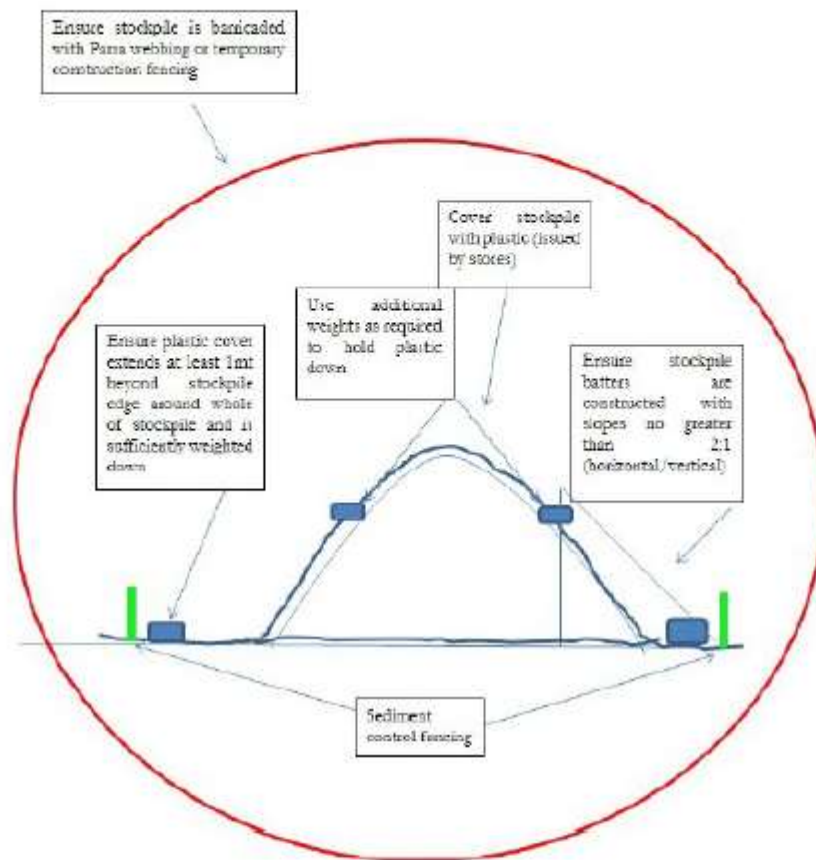 Ensure stockpile is barricaded
with Parra webbing or temporary
construction fencing
Cover stockpile
with plastic (issued
by stores)
Use additional
weights as required
to hold plastic
down
Ensure plastic cover
extends at least 1mt
beyond stockpile
edge around whole
of stockpile and is
sufficiently weighted
down
Ensure stockpile
batters are
constructed with
slopes no greater
than 2:1
(horizontal/vertical)
Sediment
control fencing